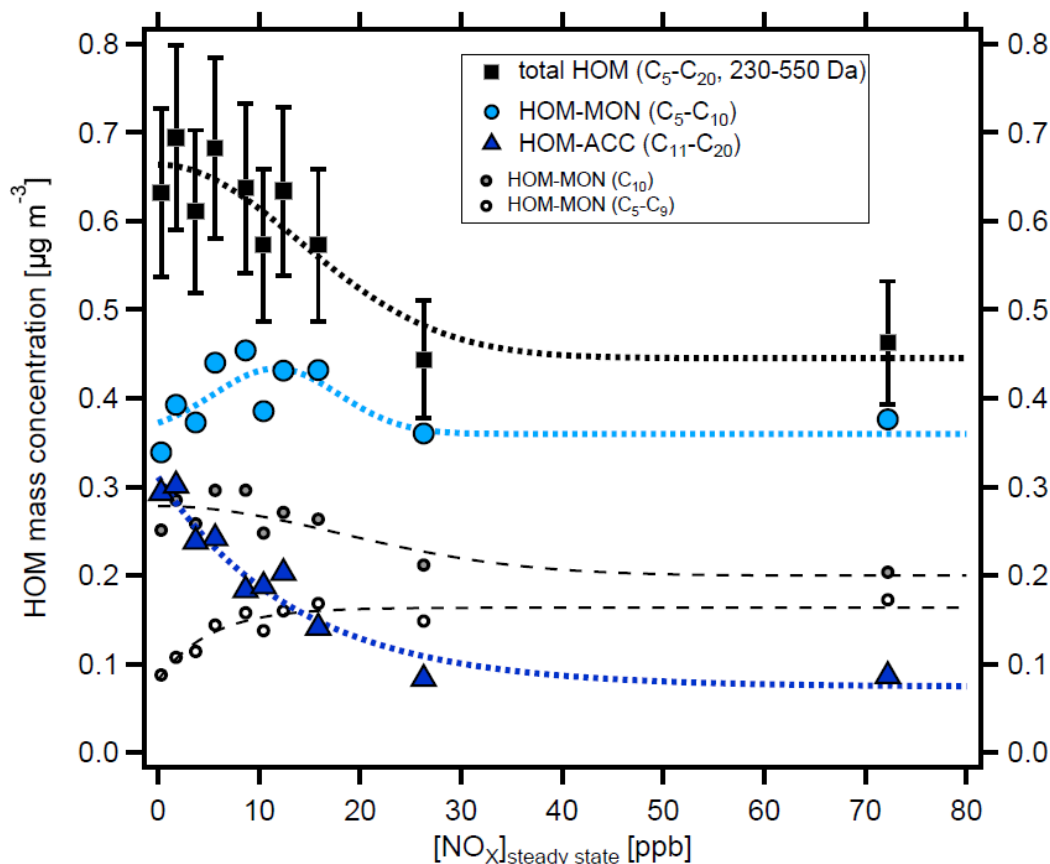 total HOM (C₅-C₂₀, 230-550 Da)
HOM-MON (C₅-C₁₀)
HOM-ACC (C₁₁-C₂₀)
HOM-MON (C₁₀)
HOM-MON (C₅-C₉)
HOM mass concentration [µg m⁻³]
0.8
0.7
0.6
0.5
0.4
0.3
0.2
0.1
0.0
0.8
0.7
0.6
0.5
0.4
0.3
0.2
0.1
0.0
0 10 20 30 40 50 60 70 80
[NOX]steady state [ppb]